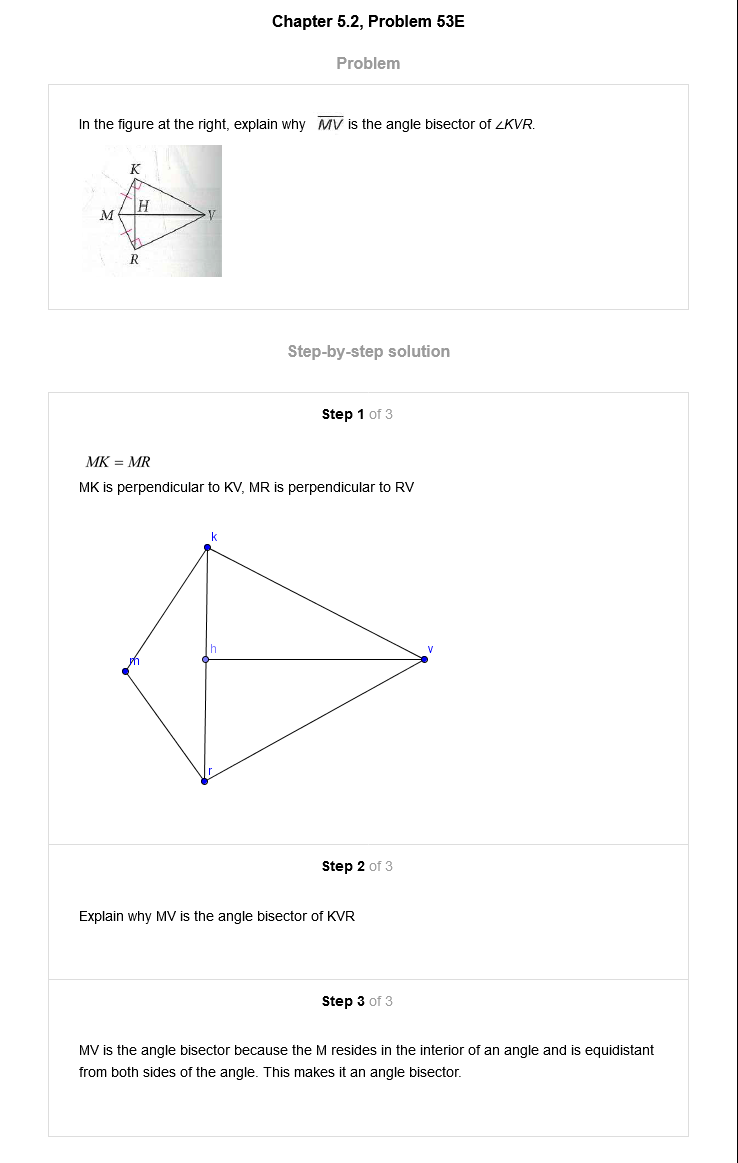 Chapter 5.2, Problem 53E
Problem
In the figure at the right, explain why MV is the angle bisector of ∠KVR.
K
H
M
V
R
Step-by-step solution
Step 1 of 3
MK = MR
MK is perpendicular to KV, MR is perpendicular to RV
k
h
v
m
r
Step 2 of 3
Explain why MV is the angle bisector of KVR
Step 3 of 3
MV is the angle bisector because the M resides in the interior of an angle and is equidistant
from both sides of the angle. This makes it an angle bisector.